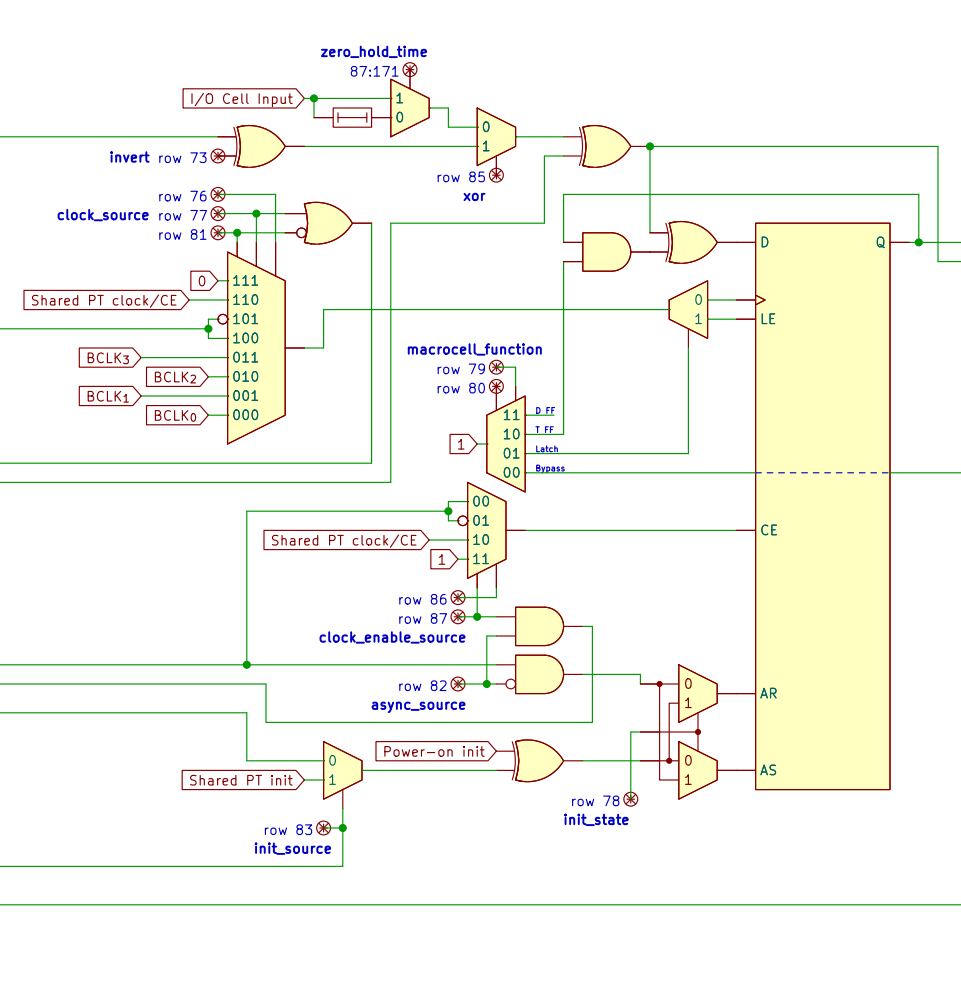 zero_hold_time
87:171
I/O Cell Input
1
0
invert row 73
0
1
row 85
xor
row 76
clock_source row 77
row 81
0
111
Shared PT clock/CE
110
101
100
BCLK3
011
BCLK2
010
BCLK1
001
BCLK0
000
D
Q
0
1
LE
macrocell_function
row 79
row 80
11
D FF
10
T FF
1
01
Latch
00
Bypass
00
01
Shared PT clock/CE
10
1
11
CE
row 86
row 87
clock_enable_source
row 82
async_source
0
1
AR
Power-on init
0
1
AS
0
Shared PT init
1
row 78
init_state
row 83
init_source